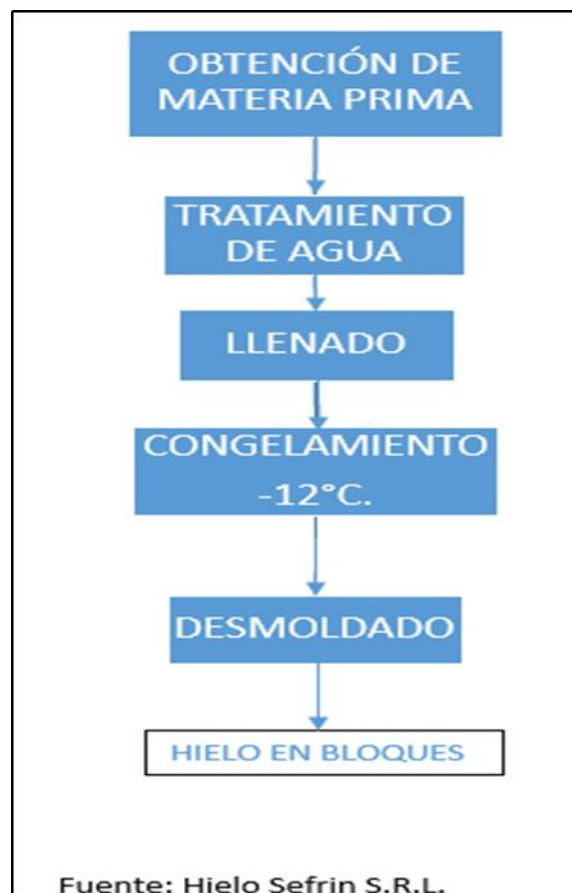 OBTENCIÓN DE
MATERIA PRIMA
TRATAMIENTO
DE AGUA
LLENADO
CONGELAMIENTO
-12°C.
DESMOLDADO
HIELO EN BLOQUES
Fuente: Hielo Sefrin S.R.L.